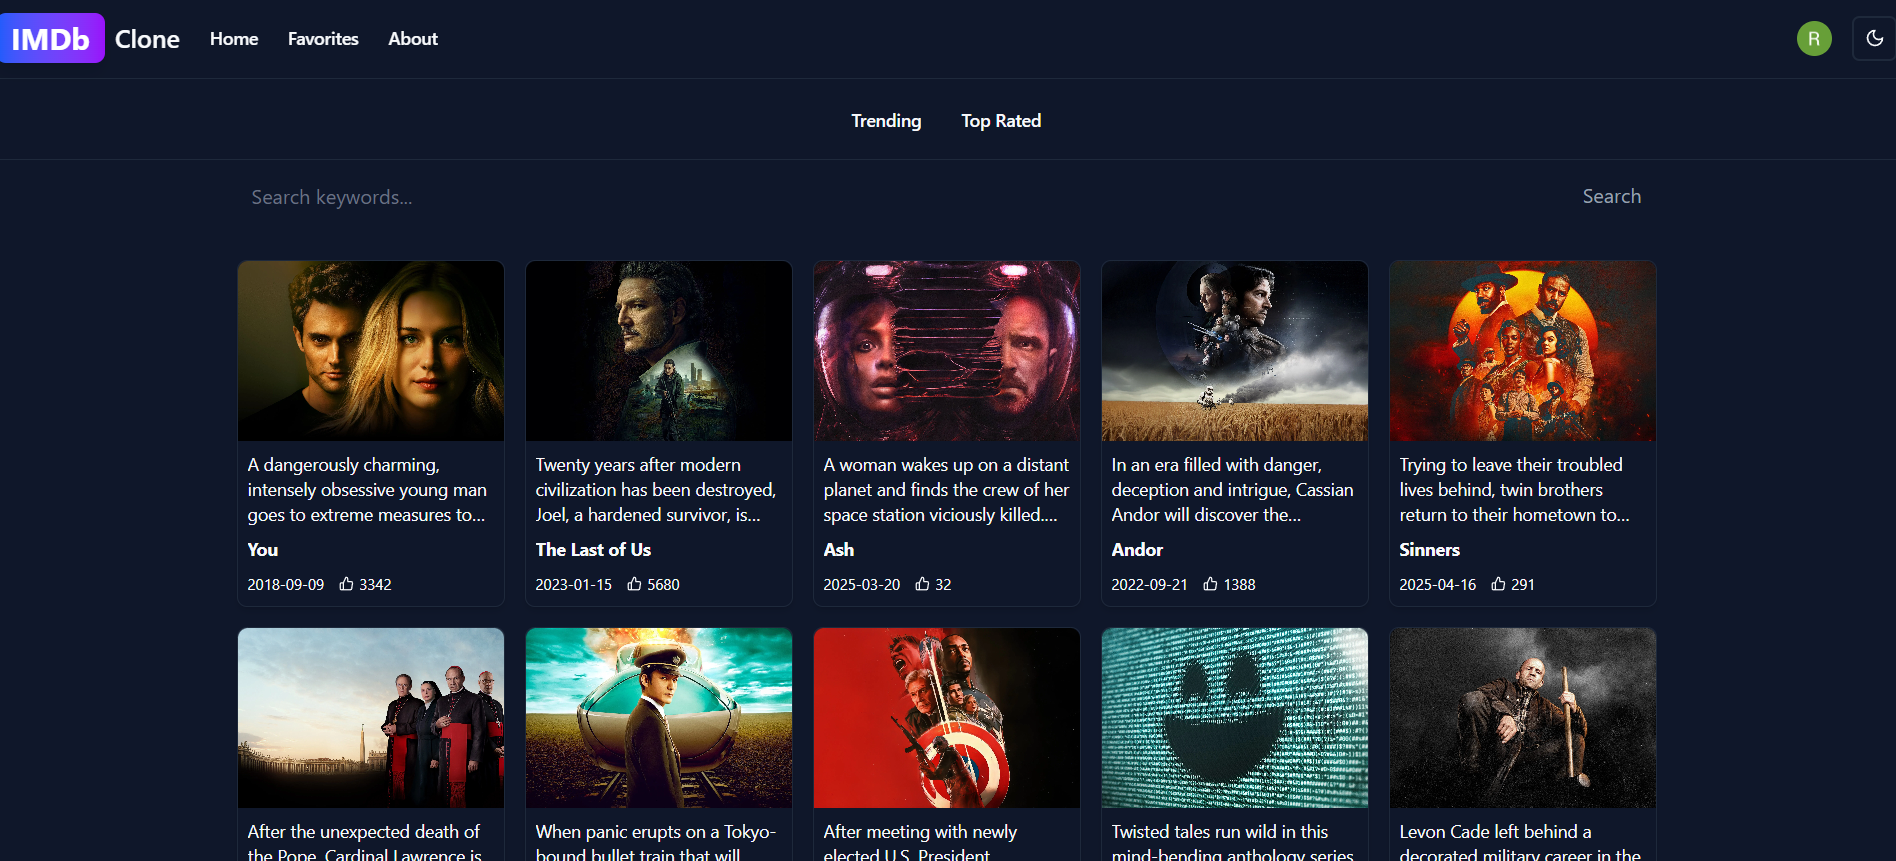 IMDb Clone Home Favorites About R
Trending Top Rated
Search keywords... Search
A dangerously charming,
intensely obsessive young man
goes to extreme measures to...
You
2018-09-09 3342
Twenty years after modern
civilization has been destroyed,
Joel, a hardened survivor, is...
The Last of Us
2023-01-15 5680
A woman wakes up on a distant
planet and finds the crew of her
space station viciously killed....
Ash
2025-03-20 32
In an era filled with danger,
deception and intrigue, Cassian
Andor will discover the...
Andor
2022-09-21 1388
Trying to leave their troubled
lives behind, twin brothers
return to their hometown to...
Sinners
2025-04-16 291
After the unexpected death of
the Pope, Cardinal Lawrence is
When panic erupts on a Tokyo-
bound bullet train that will
After meeting with newly
elected U.S. President
Twisted tales run wild in this
mind-bending anthology series
Levon Cade left behind a
decorated military career in the